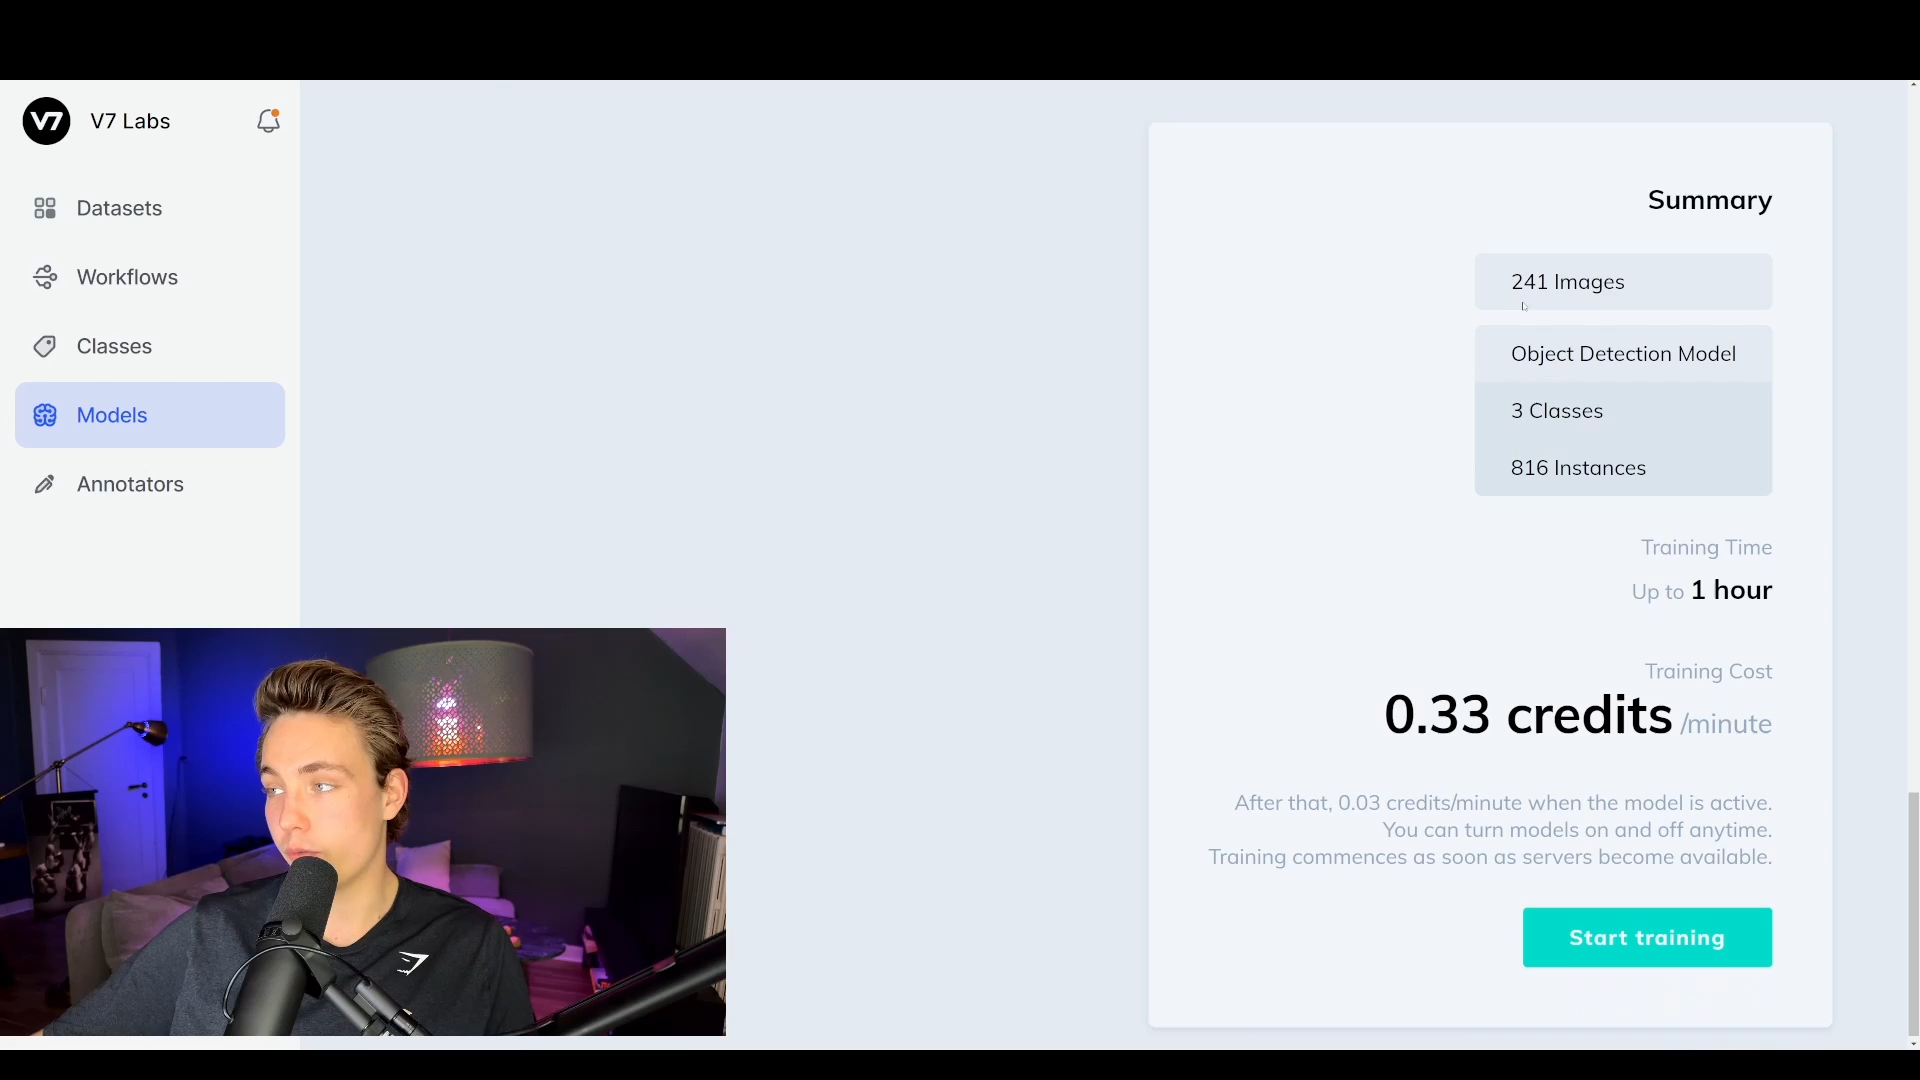 V7
V7 Labs
Datasets
Workflows
Classes
Models
Annotators
Summary
241 Images
Object Detection Model
3 Classes
816 Instances
Training Time
Up to 1 hour
Training Cost
0.33 credits /minute
After that, 0.03 credits/minute when the model is active.
You can turn models on and off anytime.
Training commences as soon as servers become available.
Start training